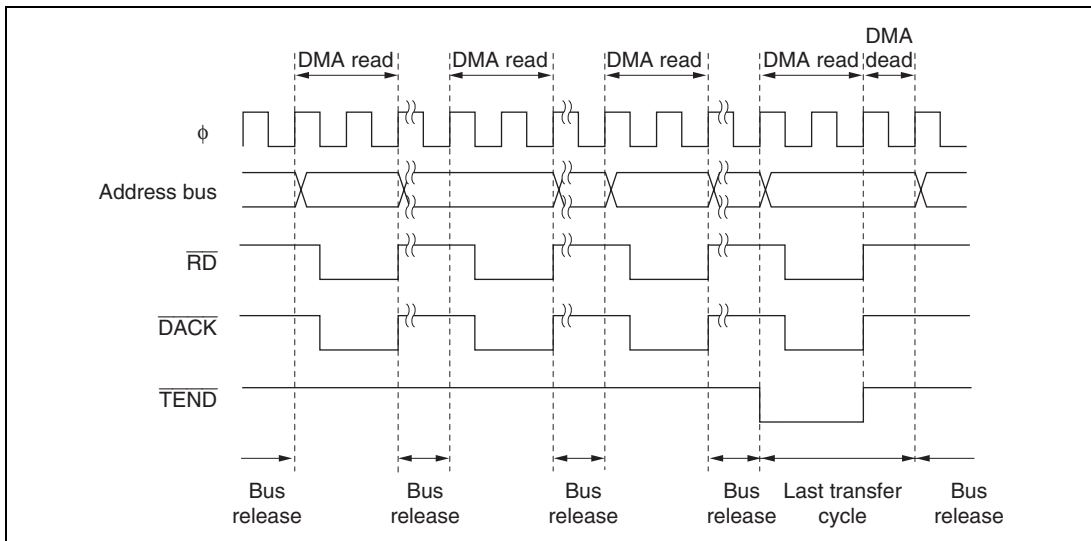 DMA
DMA read DMA read DMA read DMA read dead
ϕ
Address bus
RD
DACK
TEND
Bus release
Bus release
Bus release
Bus release
Last transfer cycle
Bus release